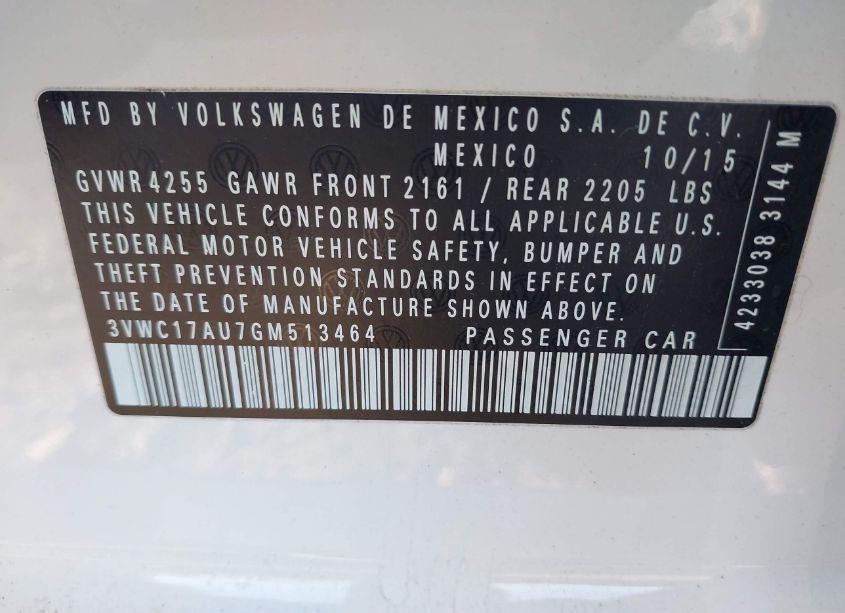 MFD BY VOLKSWAGEN DE MEXICO S.A. DE C.V.
MEXICO 10/15
GVWR 4255 GAWR FRONT 2161 / REAR 2205 LBS
THIS VEHICLE CONFORMS TO ALL APPLICABLE U.S.
FEDERAL MOTOR VEHICLE SAFETY, BUMPER AND
THEFT PREVENTION STANDARDS IN EFFECT ON
THE DATE OF MANUFACTURE SHOWN ABOVE.
3VWC17AU7GM513464 PASSENGER CAR
4233038 3144 M